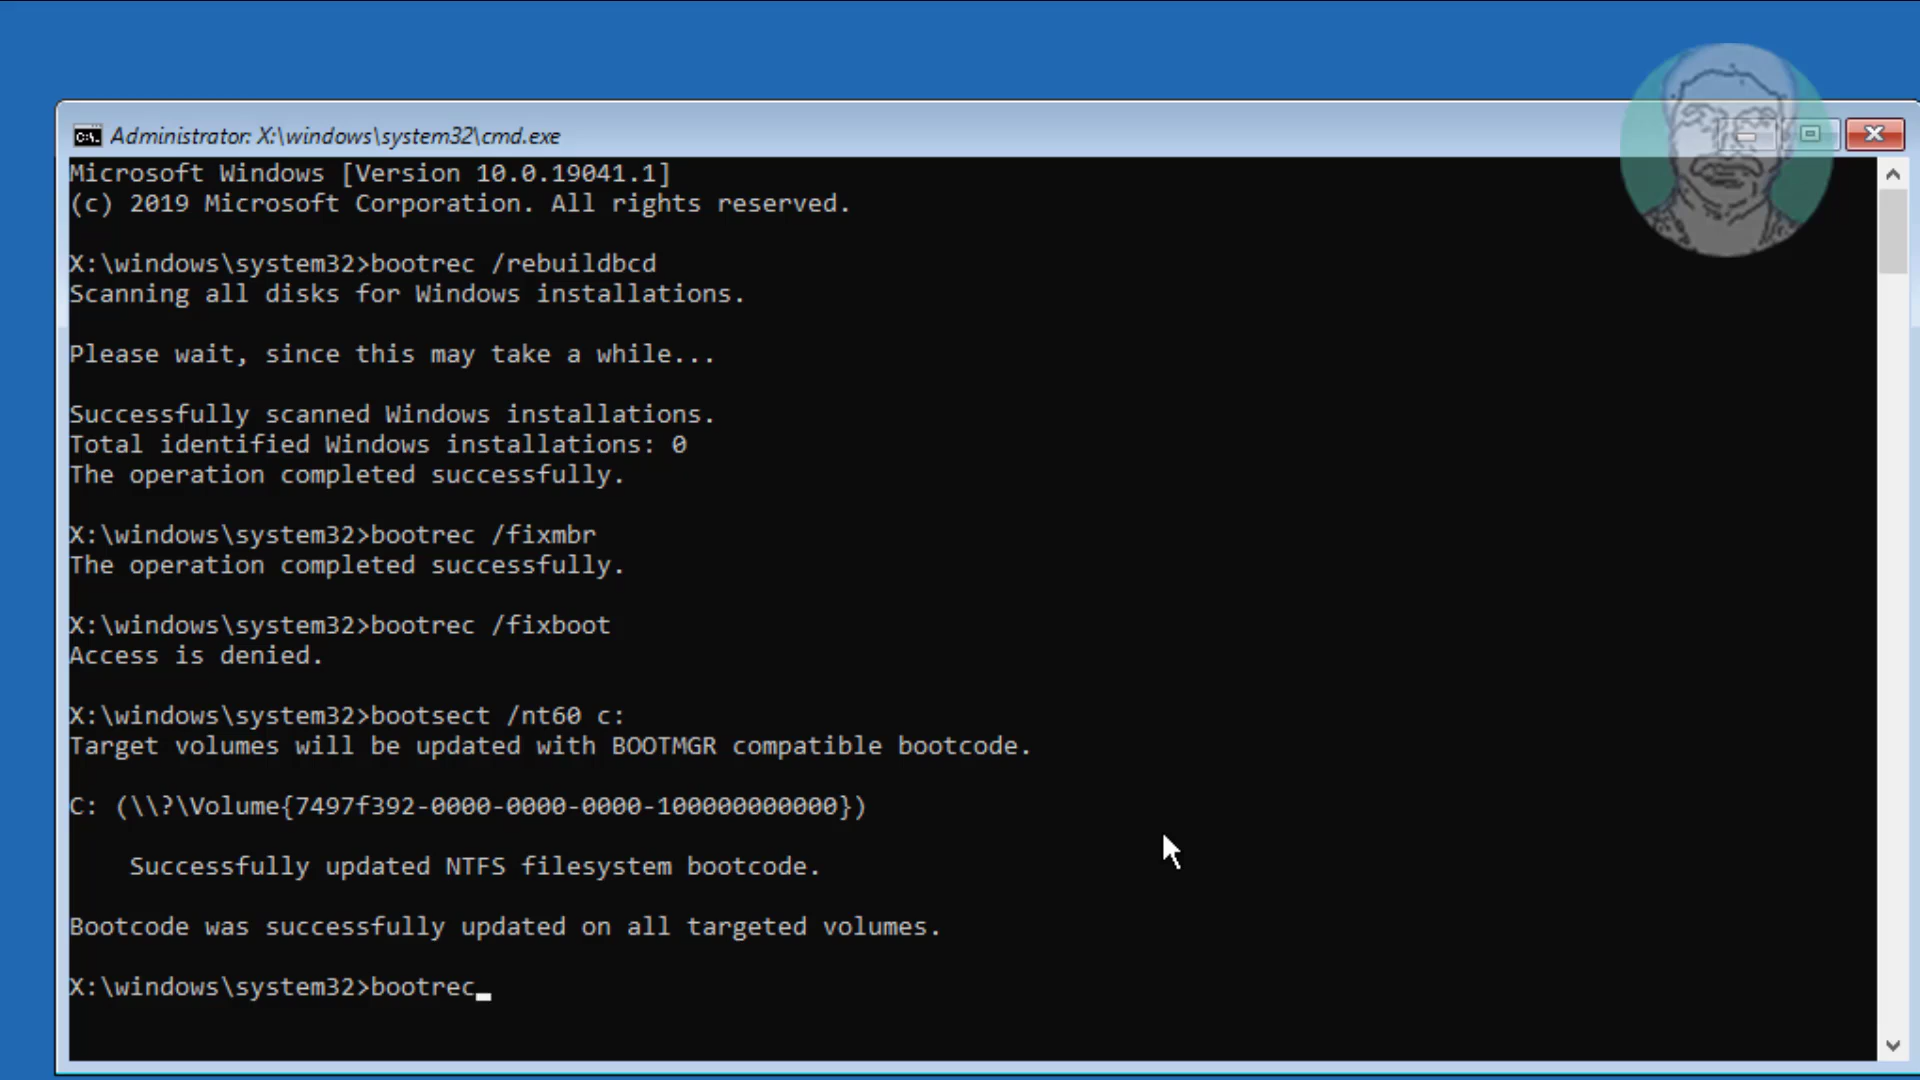 Administrator: X:\windows\system32\cmd.exe
Microsoft Windows [Version 10.0.19041.1]
(c) 2019 Microsoft Corporation. All rights reserved.
X:\windows\system32>bootrec /rebuildbcd
Scanning all disks for Windows installations.
Please wait, since this may take a while...
Successfully scanned Windows installations.
Total identified Windows installations: 0
The operation completed successfully.
X:\windows\system32>bootrec /fixmbr
The operation completed successfully.
X:\windows\system32>bootrec /fixboot
Access is denied.
X:\windows\system32>bootsect /nt60 c:
Target volumes will be updated with BOOTMGR compatible bootcode.
C: (\\?\Volume{7497f392-0000-0000-0000-100000000000})
Successfully updated NTFS filesystem bootcode.
Bootcode was successfully updated on all targeted volumes.
X:\windows\system32>bootrec